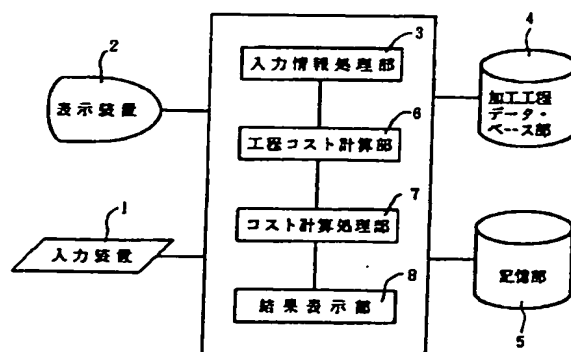 2
表示装置
1
入力装置
3
入力情報処理部
6
工程コスト計算部
7
コスト計算処理部
8
結果表示部
4
加工工程
データ・
ベース部
記憶部
5